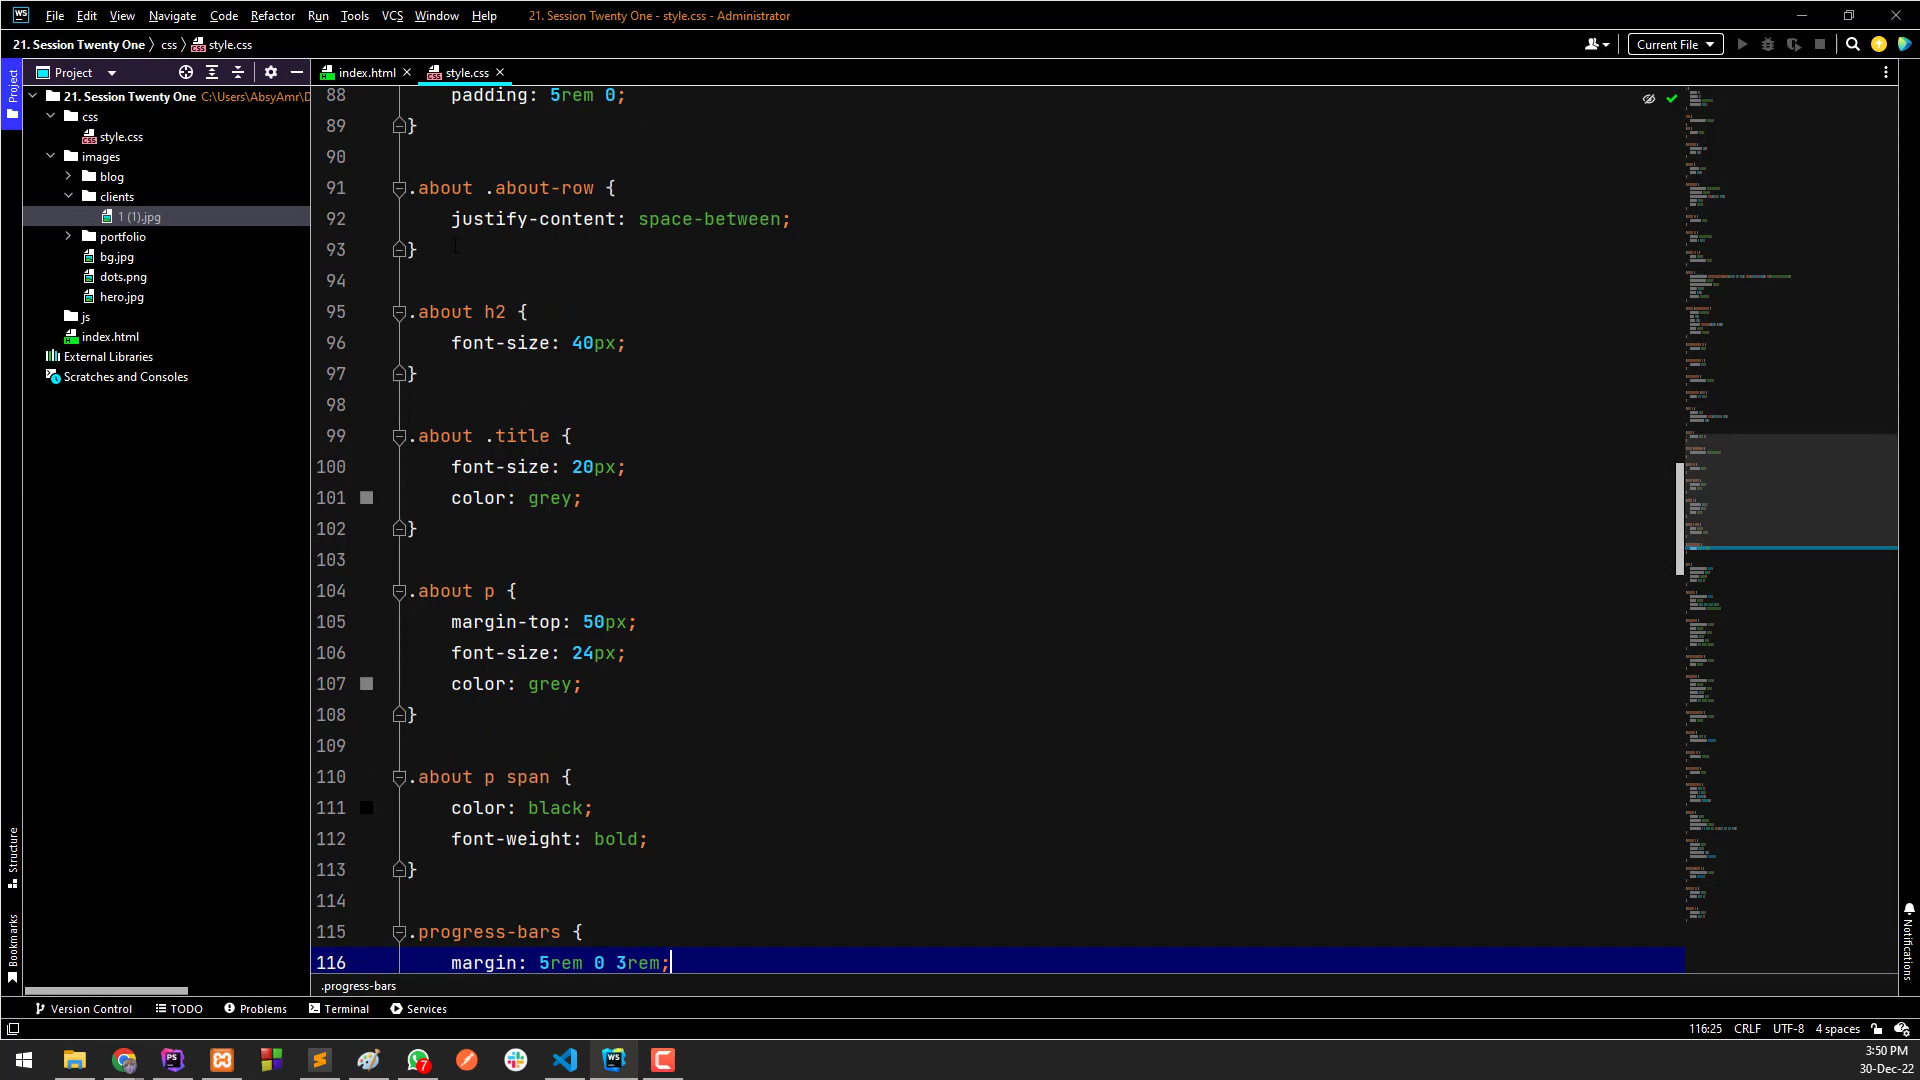 WS File Edit View Navigate Code Refactor Run Tools VCS Window Help 21. Session Twenty One - style.css - Administrator
21. Session Twenty One css style.css Current File
Project index.html style.css
Project
21. Session Twenty One C:\Users\AbsyAmr\D
css
style.css
images
blog
clients
1 (1).jpg
portfolio
bg.jpg
dots.png
hero.jpg
js
index.html
External Libraries
Scratches and Consoles
88 padding: 5rem 0;
89 }
90
91 .about .about-row {
92 justify-content: space-between;
93 }
94
95 .about h2 {
96 font-size: 40px;
97 }
98
99 .about .title {
100 font-size: 20px;
101 color: grey;
102 }
103
104 .about p {
105 margin-top: 50px;
106 font-size: 24px;
107 color: grey;
108 }
109
110 .about p span {
111 color: black;
112 font-weight: bold;
113 }
114
115 .progress-bars {
116 margin: 5rem 0 3rem;
.progress-bars
Structure
Bookmarks
Notifications
Version Control TODO Problems Terminal Services
116:25 CRLF UTF-8 4 spaces
PS 7 WS
3:50 PM
30-Dec-22